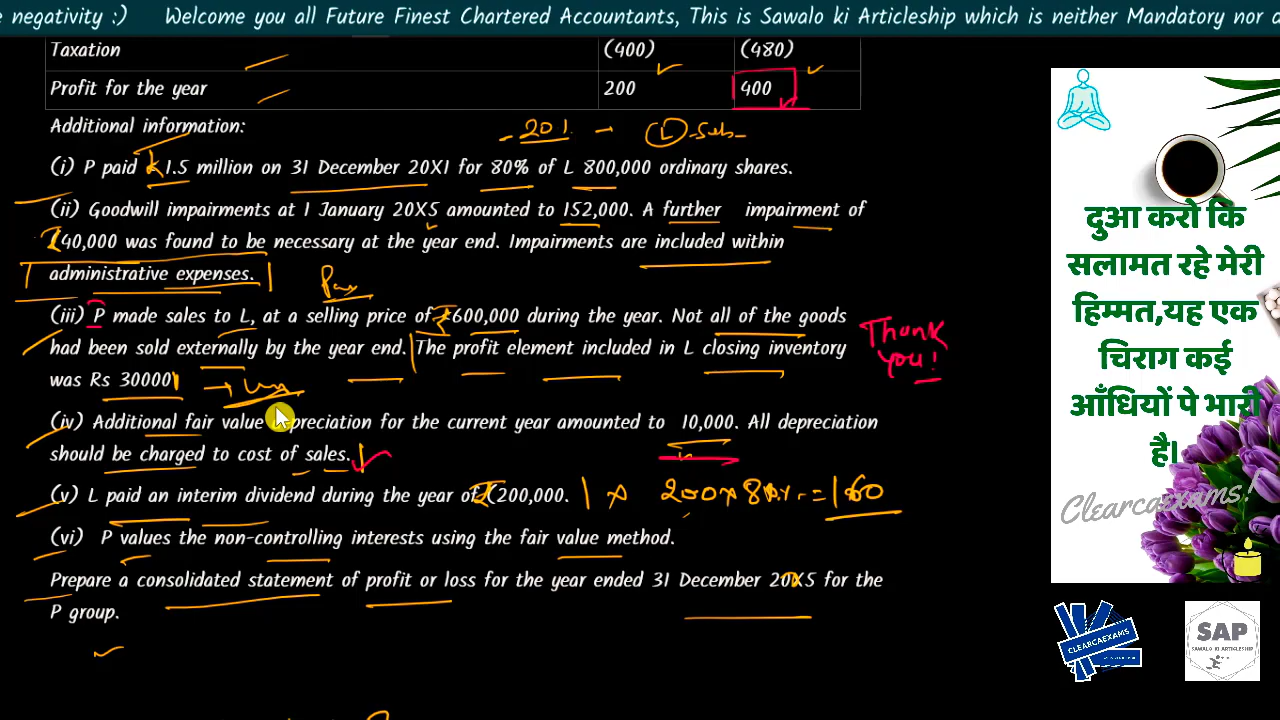 e negativity :) Welcome you all Future Finest Chartered Accountants, This is Sawalo ki Articleship which is neither Mandatory nor d
Taxation (400) (480)
Profit for the year 200 400
Additional information:
20%
(i) P paid ₹1.5 million on 31 December 20X1 for 80% of L 800,000 ordinary shares.
(ii) Goodwill impairments at 1 January 20X5 amounted to 152,000. A further impairment of
₹40,000 was found to be necessary at the year end. Impairments are included within
administrative expenses.
(iii) P made sales to L, at a selling price of ₹600,000 during the year. Not all of the goods
had been sold externally by the year end. The profit element included in L closing inventory
was Rs 30000
Thank
you!
(iv) Additional fair value depreciation for the current year amounted to 10,000. All depreciation
should be charged to cost of sales.
(v) L paid an interim dividend during the year of ₹200,000.
200x80%=160
(vi) P values the non-controlling interests using the fair value method.
Prepare a consolidated statement of profit or loss for the year ended 31 December 20X5 for the
P group.
दुआ करो कि
सलामत रहे मेरी
हिम्मत,यह एक
चिराग कई
आँधियों पे भारी
है।
Clearcaexams!
CLEARCAEXAMS
SAP
SAWALO KI ARTICLESHIP